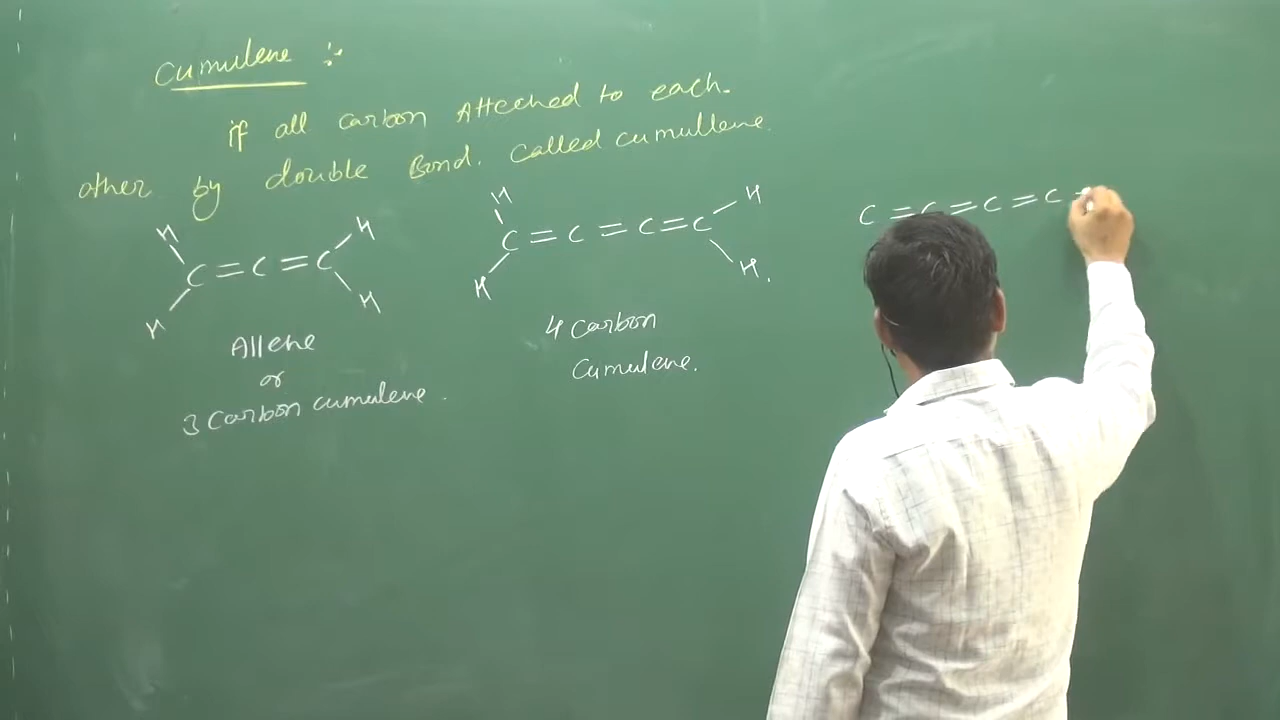 Cumulene :-
if all carbon Atteched to each.
other by double Bond. called cumullene.
H H
C = C = C
H H
Allene
or
3 carbon cumulene.
H H
C = C = C = C
H H.
4 carbon
cumulene.
C = C = C = C =